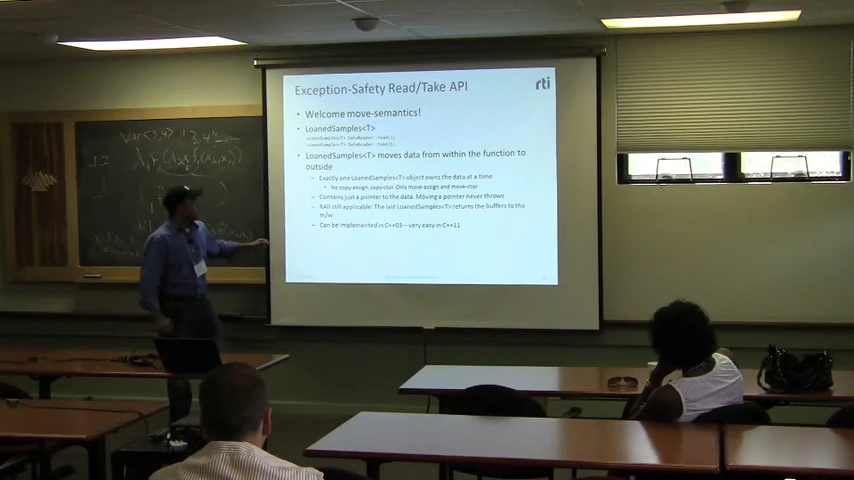 Exception-Safety Read/Take API
rti
• Welcome move-semantics!
• LoanedSamples<T>
LoanedSamples<T> DataReader::read();
LoanedSamples<T> DataReader::take();
• LoanedSamples<T> moves data from within the function to
outside
– Exactly one LoanedSamples<T> object owns the data at a time
• No copy-assign, copy-ctor. Only move-assign and move-ctor
– Contains just a pointer to the data. Moving a pointer never throws
– RAII still applicable. The last LoanedSamples<T> returns the buffers to the
m/w
– Can be implemented in C++03—very easy in C++11